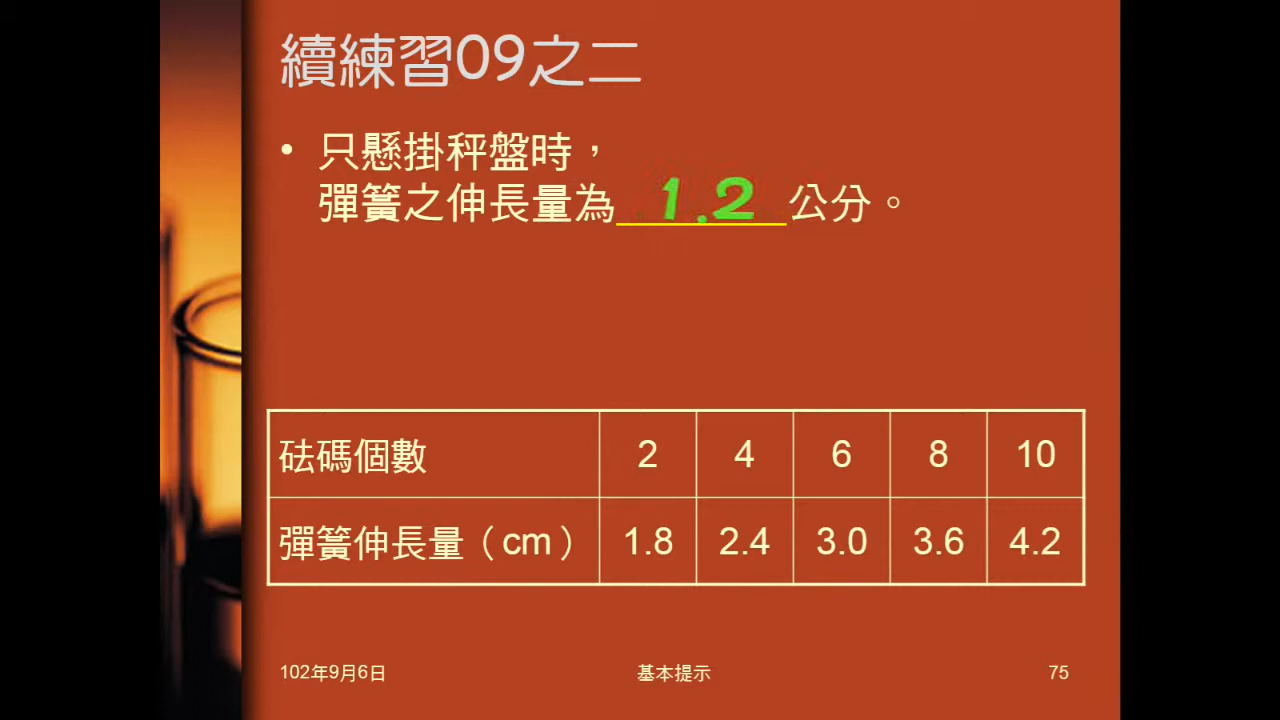 續練習09之二
• 只懸掛秤盤時，
彈簧之伸長量為 1.2 公分。
砝碼個數 2 4 6 8 10
彈簧伸長量（cm） 1.8 2.4 3.0 3.6 4.2
102年9月6日 基本提示 75